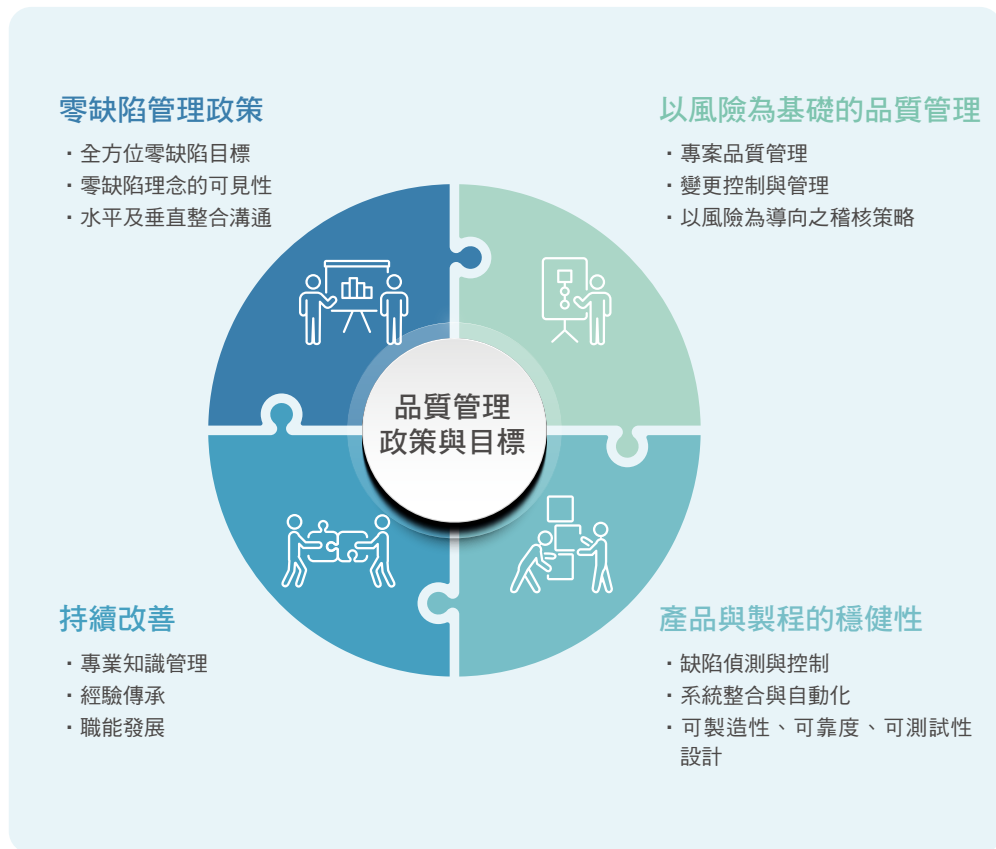 零缺陷管理政策
・全方位零缺陷目標
・零缺陷理念的可見性
・水平及垂直整合溝通
以風險為基礎的品質管理
・專案品質管理
・變更控制與管理
・以風險為導向之稽核策略
品質管理
政策與目標
持續改善
・專業知識管理
・經驗傳承
・職能發展
產品與製程的穩健性
・缺陷偵測與控制
・系統整合與自動化
・可製造性、可靠度、可測試性
設計